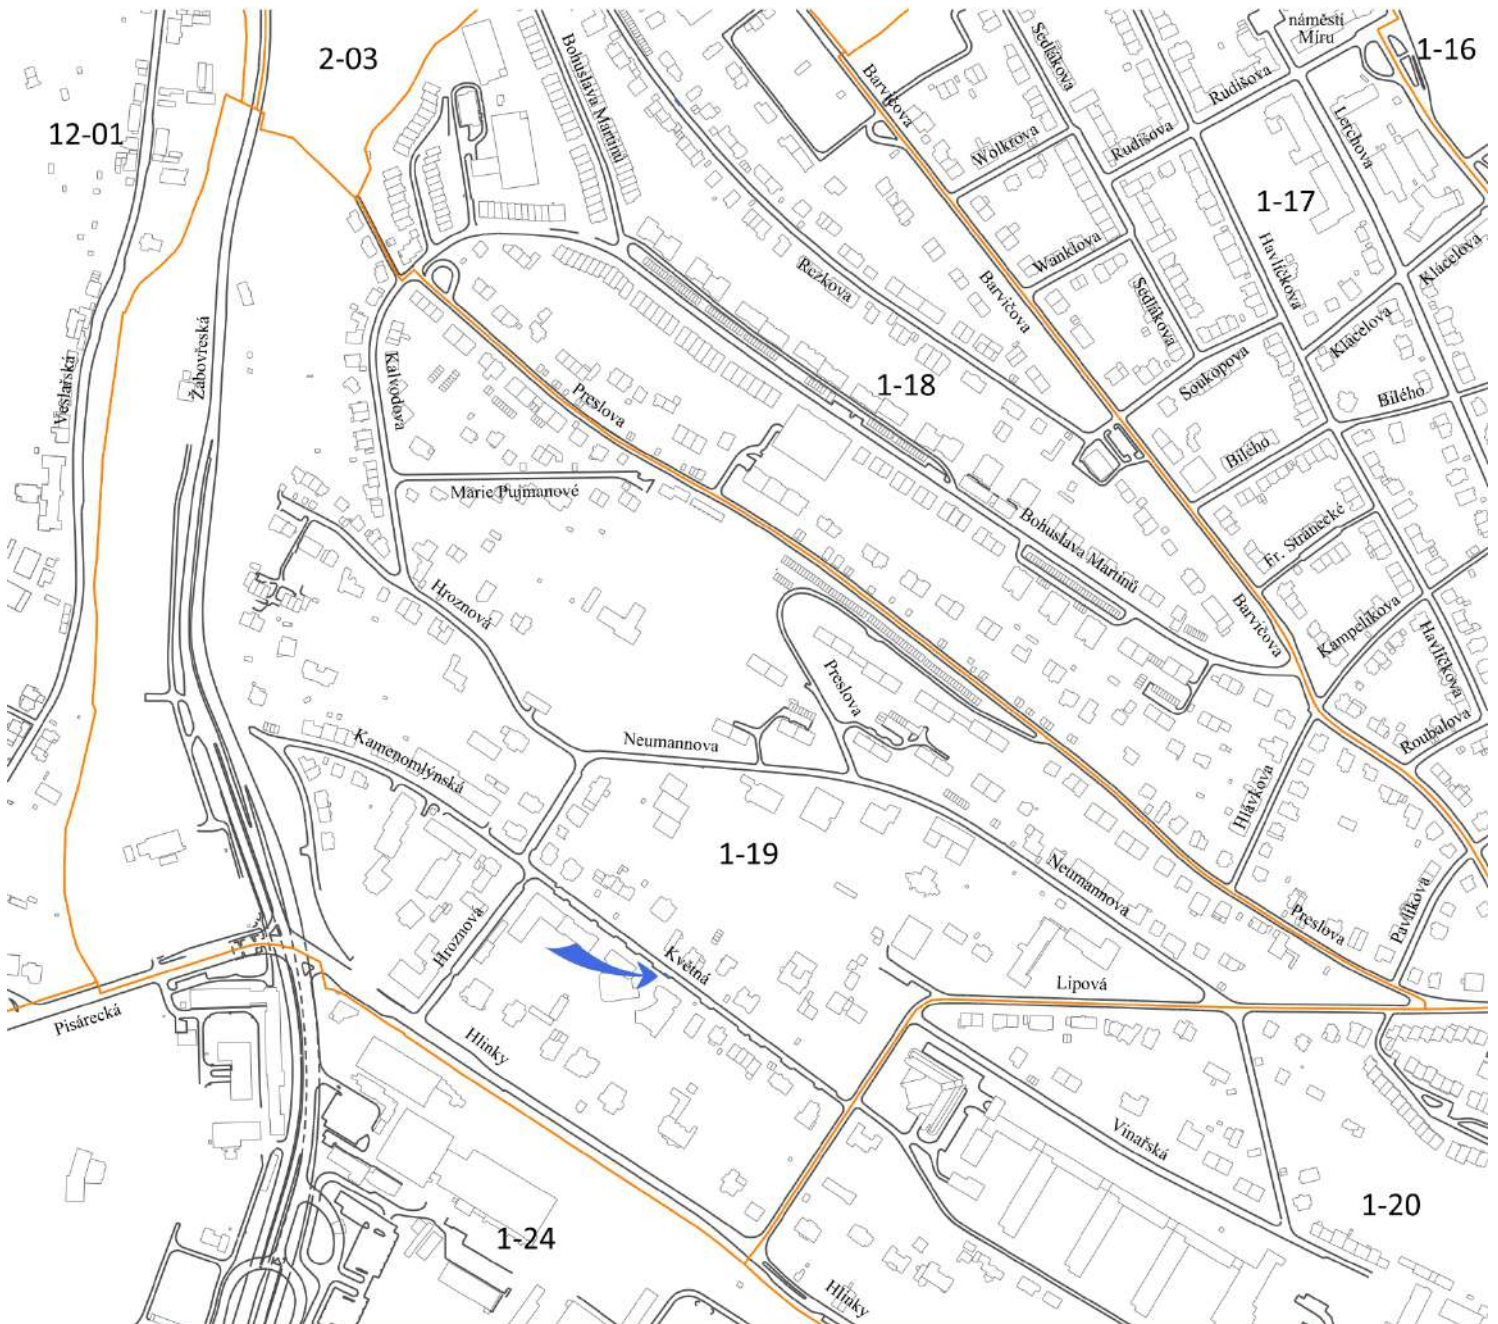 náměstí
Míru
1-16
2-03
12-01
Bohuslava Martinů
Sedlákova
Barvičova
Rudišova
Rudišova
Wolkrova
Lerchova
1-17
Wanklova
Havlíčkova
Klácelova
Rezkova
Barvičova
Sedlákova
Klácelova
Žabovřeská
Veslařská
Kalvodova
Preslova
1-18
Soukopova
Bílého
Bílého
Marie Pujmanové
Bohuslava Martinů
Fr. Stránecké
Hroznová
Barvičova
Kampelíkova
Havlíčkova
Preslova
Roubalova
Kamenomlýnská
Neumannova
Hlávkova
1-19
Neumannova
Pavlíkova
Preslova
Hroznová
Květná
Lipová
Pisárecká
Hlinky
Vinařská
1-20
1-24
Hlinky